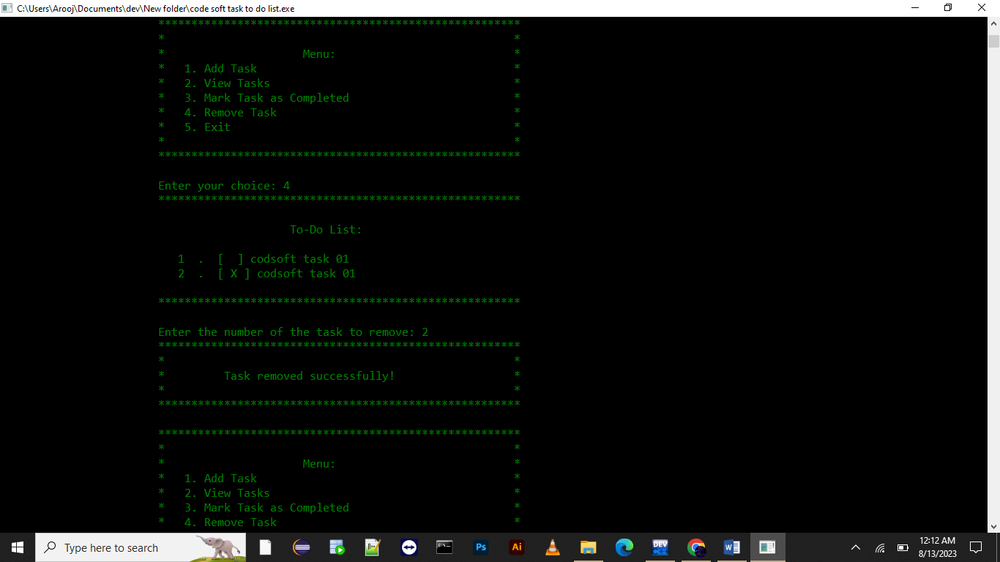 C:\Users\Arooj\Documents\dev\New folder\code soft task to do list.exe
*******************************************************
*                                                     *
*                     Menu:                           *
*   1. Add Task                                       *
*   2. View Tasks                                     *
*   3. Mark Task as Completed                         *
*   4. Remove Task                                    *
*   5. Exit                                           *
*                                                     *
*******************************************************
Enter your choice: 4
*******************************************************
To-Do List:
1  .  [  ] codsoft task 01
2  .  [ X ] codsoft task 01
*******************************************************
Enter the number of the task to remove: 2
*******************************************************
*                                                     *
*         Task removed successfully!                  *
*                                                     *
*******************************************************
*******************************************************
*                                                     *
*                     Menu:                           *
*   1. Add Task                                       *
*   2. View Tasks                                     *
*   3. Mark Task as Completed                         *
*   4. Remove Task                                    *
Type here to search
Ps
Ai
DEV
W
12:12 AM
8/13/2023